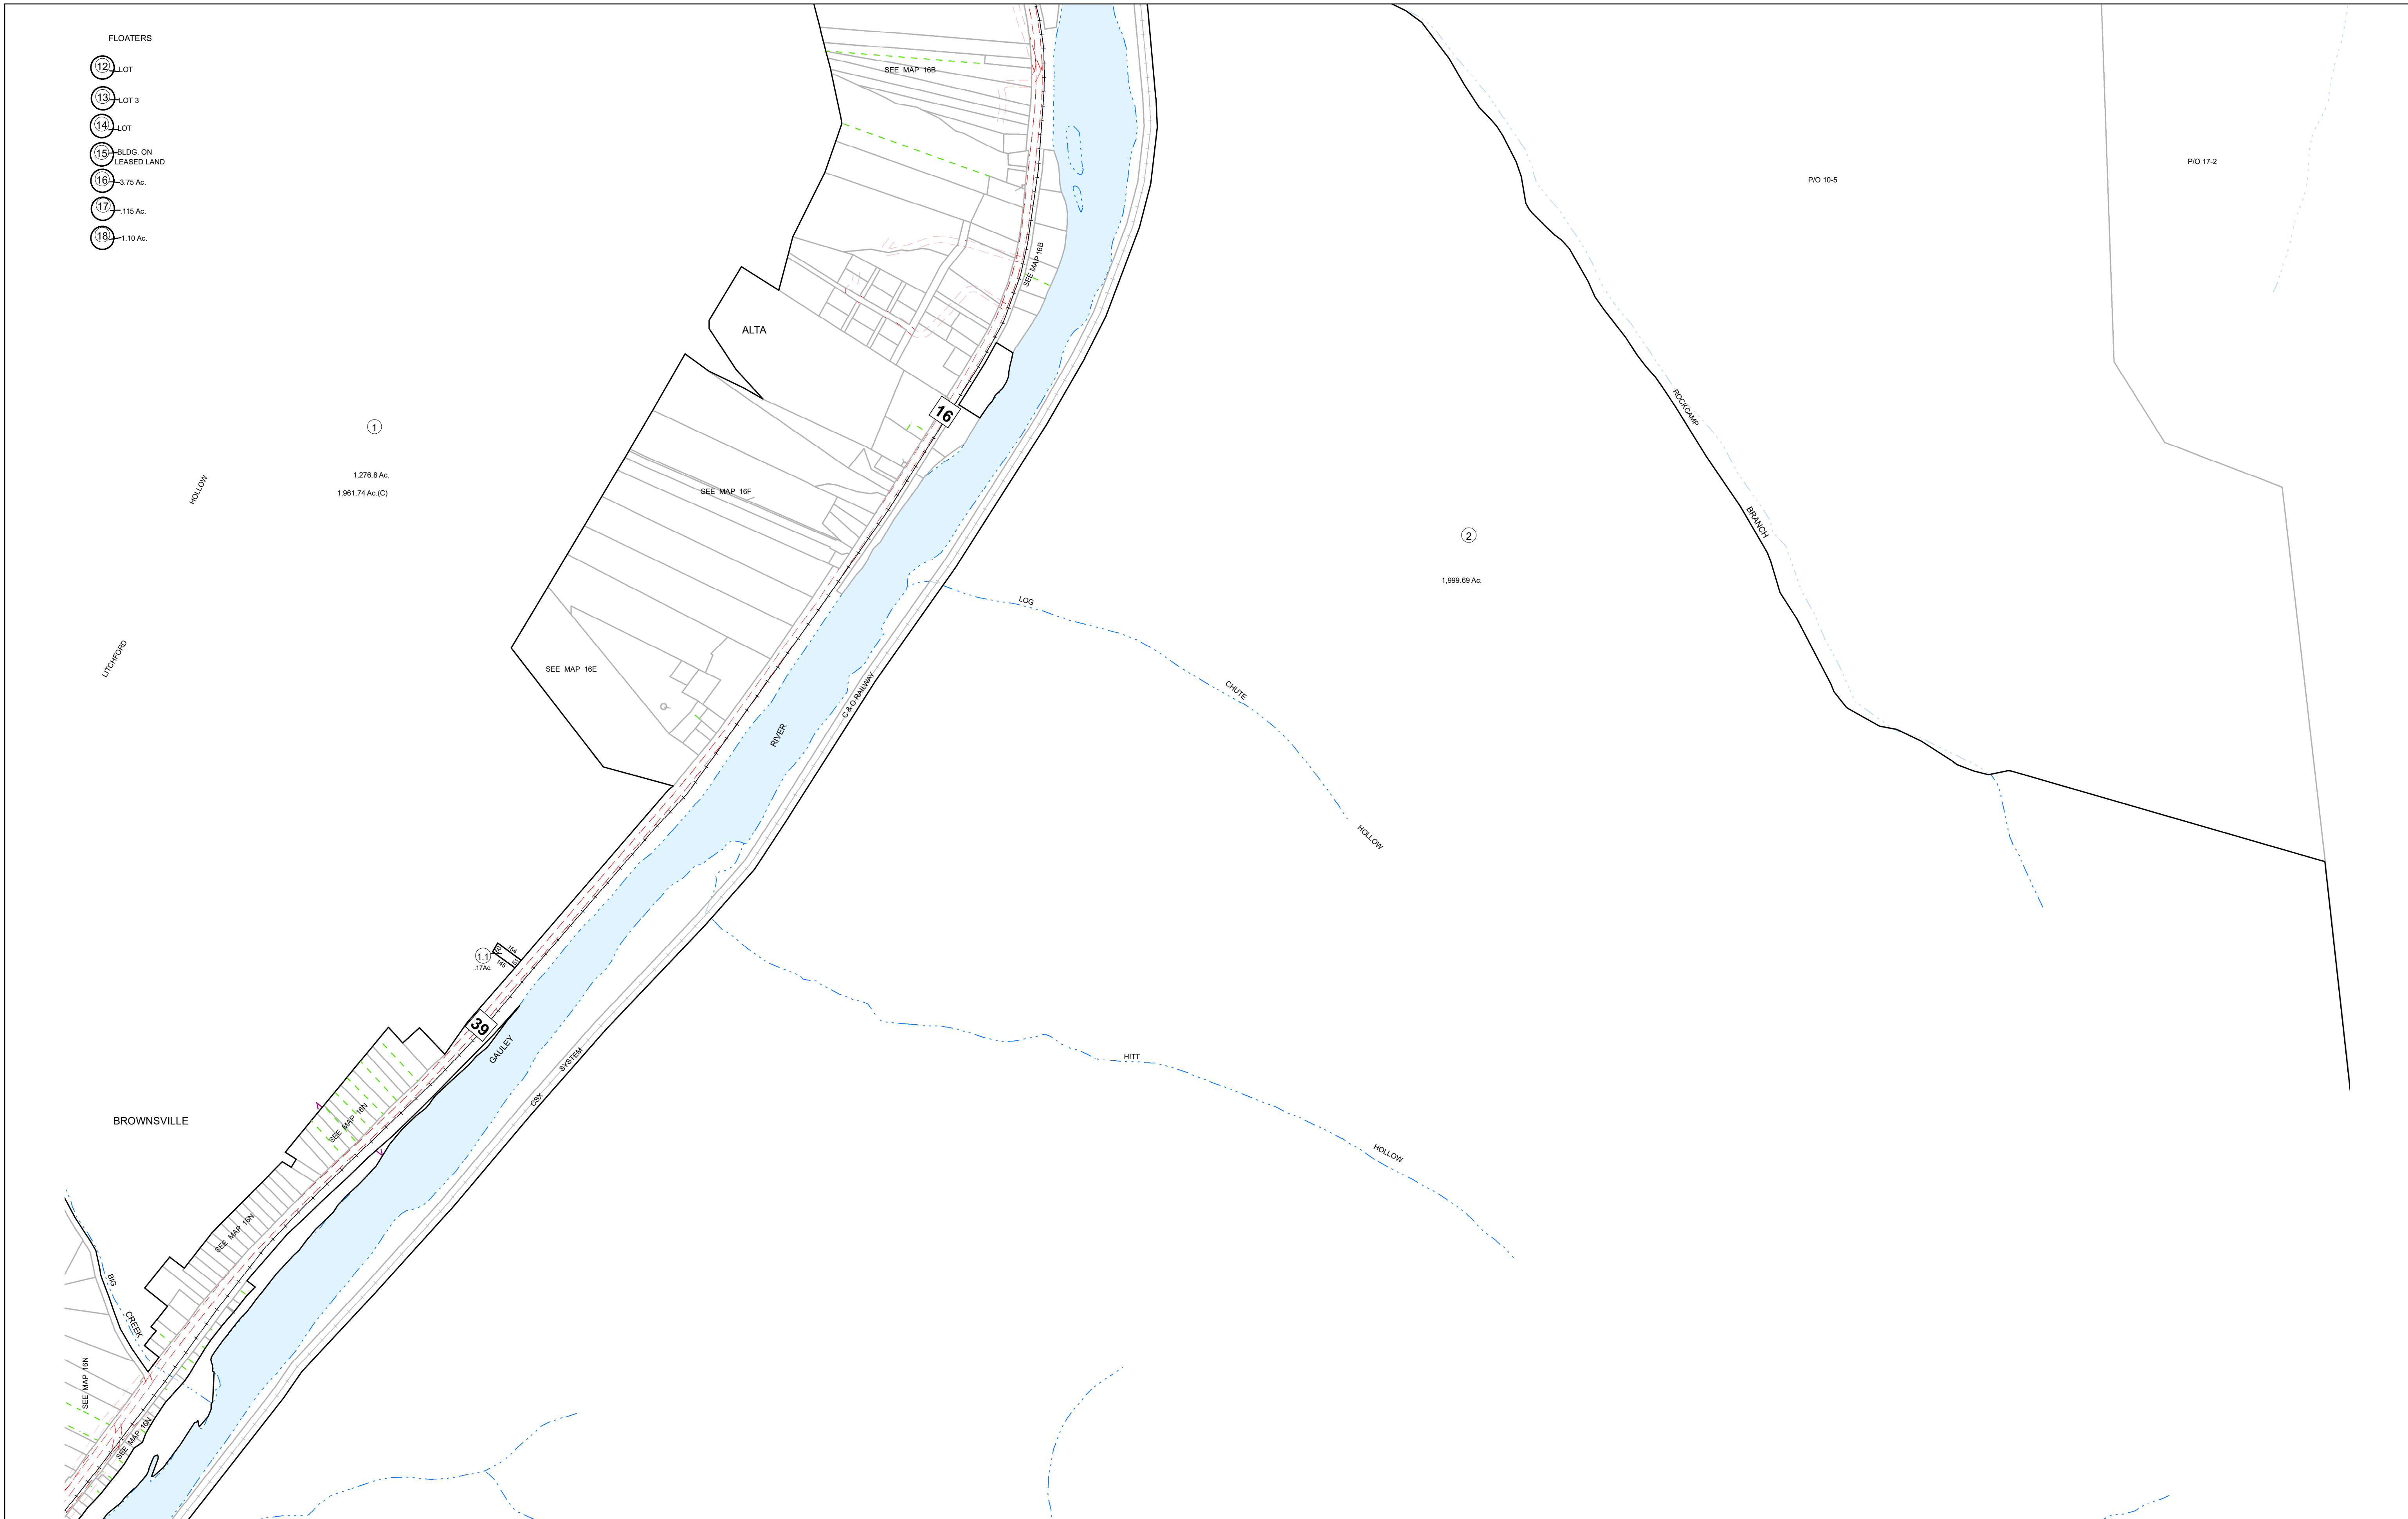 FLOATERS
12 LOT
13 LOT 3
14 LOT
15 BLDG. ON
LEASED LAND
16 3.75 Ac.
17 .115 Ac.
18 1.10 Ac.
SEE MAP 16B
P/O 17-2
P/O 10-5
SEE MAP 16B
ALTA
ROCKCAMP
16
1
1,276.8 Ac.
HOLLOW
1,961.74 Ac.(C)
SEE MAP 16F
BRANCH
2
1,999.69 Ac.
LOG
LITCHFORD
SEE MAP 16E
CHUTE
C & O RAILWAY
RIVER
HOLLOW
1.1
.17Ac.
50
154
145
51
39
GAULEY
SYSTEM
HITT
CSX
BROWNSVILLE
SEE MAP 16N
HOLLOW
SEE MAP 16N
BIG
CREEK
SEE MAP 16N
SEE MAP 16N